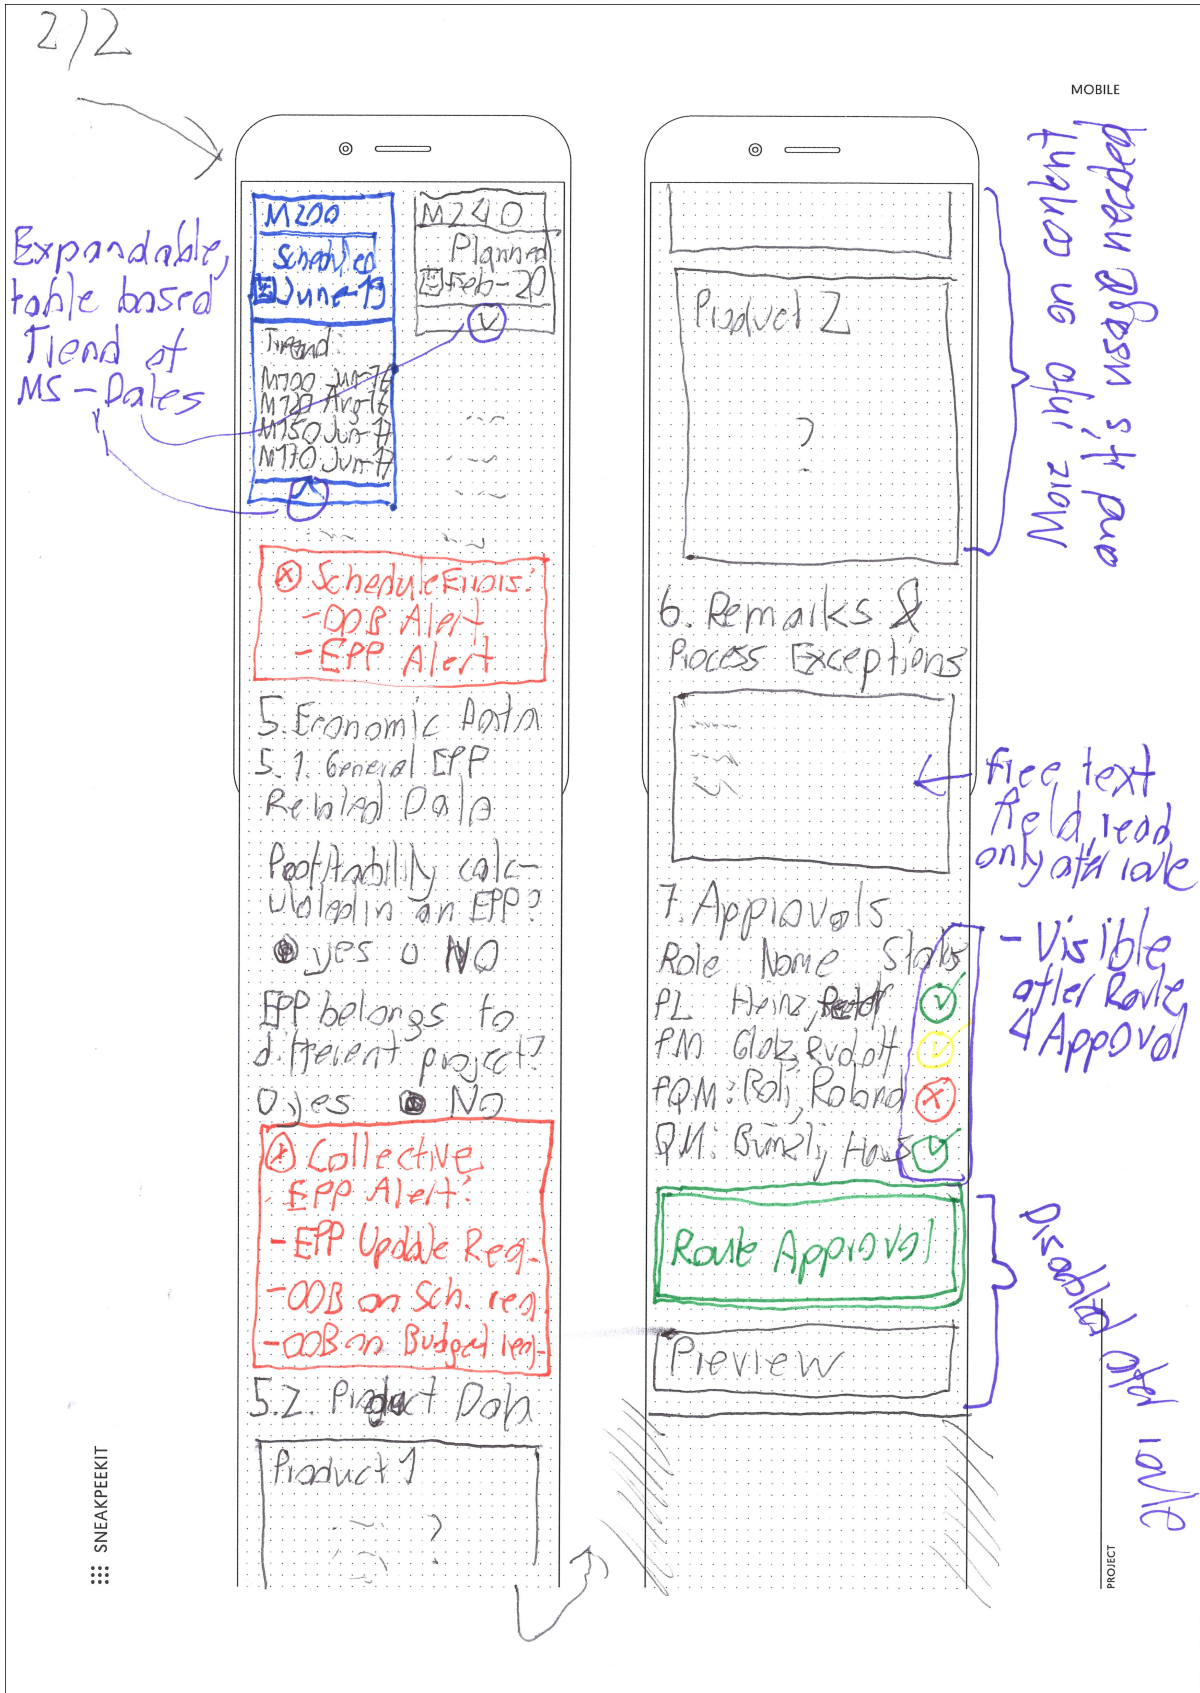 2/2
MOBILE
Expandable,
table based
Trend of
MS-Dates
M200
Scheduled
June-19
Trend
M100 Jun-16
M120 Aug-16
M150 Jun-17
M170 Jun-17
M240
Planned
Feb-20
Schedule Errors:
- OOB Alert
- EPP Alert
5. Economic Data
5.1. General EPP
Related Data
Profitability calc-
ulated in an EPP?
yes NO
EPP belongs to
different project?
yes NO
Collective
EPP Alert:
- EPP Update Req.
- OOB on Sch. req.
- OOB on Budget req.
5.2. Product Data
Product 1
?
Product 2
?
More info on content
and it's message needed
6. Remarks &
Process Exceptions
free text
field, read
only after route
7. Approvals
Role Name Status
PL Heinz,
PM Glotz, Rudolf
PQM: Roland
QM: Hans
- Visible
after Route
4 Approval
Route Approval
Preview
Disabled after route
SNEAKPEEKIT
PROJECT